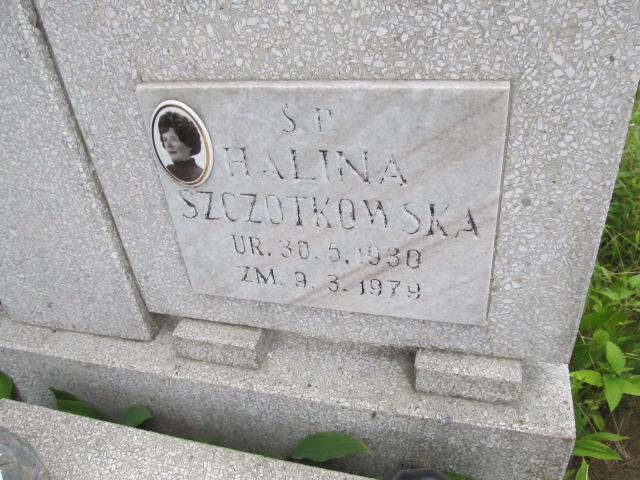 Ś P
HALINA
SZCZOTKOWSKA
UR. 30. 5. 1930
ZM. 9. 3. 1979